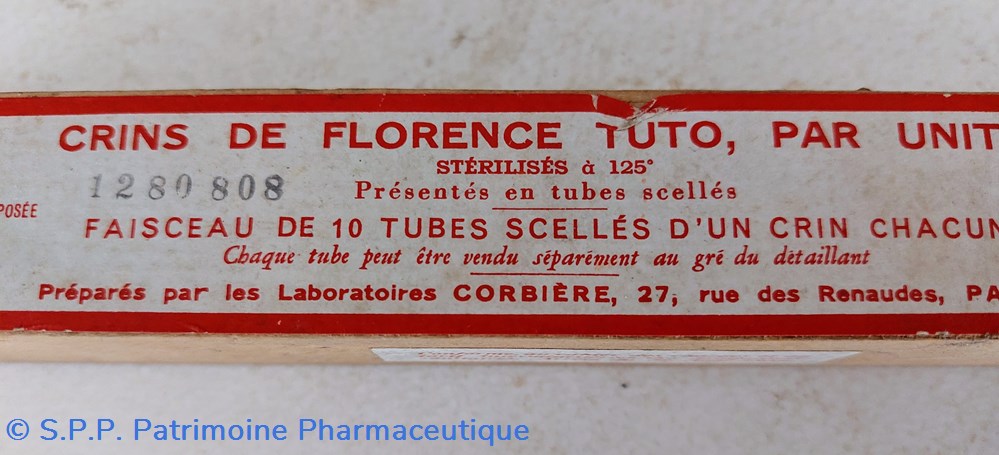 CRINS DE FLORENCE TUTO, PAR UNIT
STÉRILISÉS à 125°
1280808
Présentés en tubes scellés
POSÉE
FAISCEAU DE 10 TUBES SCELLÉS D'UN CRIN CHACUN
Chaque tube peut être vendu séparément au gré du détaillant
Préparés par les Laboratoires CORBIÈRE, 27, rue des Renaudes, PA
© S.P.P. Patrimoine Pharmaceutique